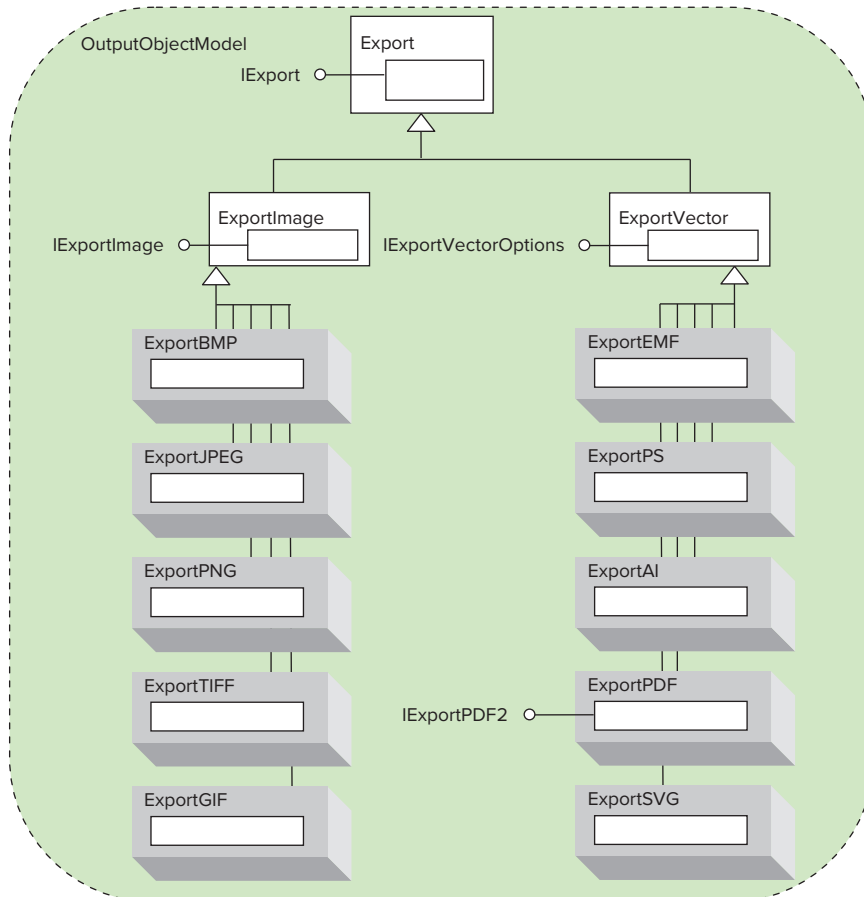 OutputObjectModel
Export
IExport
ExportImage
IExportImage
ExportVector
IExportVectorOptions
ExportBMP
ExportEMF
ExportJPEG
ExportPS
ExportPNG
ExportAI
ExportTIFF
ExportPDF
IExportPDF2
ExportGIF
ExportSVG